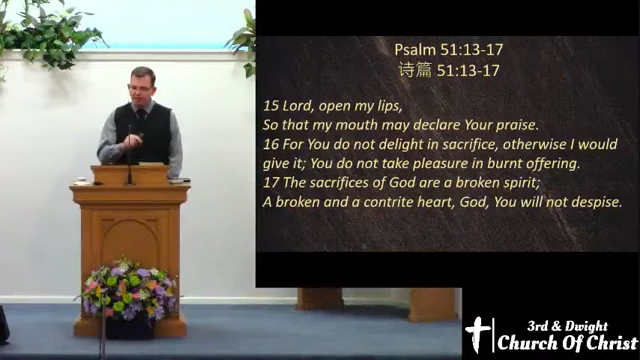 Psalm 51:13-17
诗篇 51:13-17
15 Lord, open my lips,
So that my mouth may declare Your praise.
16 For You do not delight in sacrifice, otherwise I would
give it; You do not take pleasure in burnt offering.
17 The sacrifices of God are a broken spirit;
A broken and a contrite heart, God, You will not despise.
3rd & Dwight
Church Of Christ